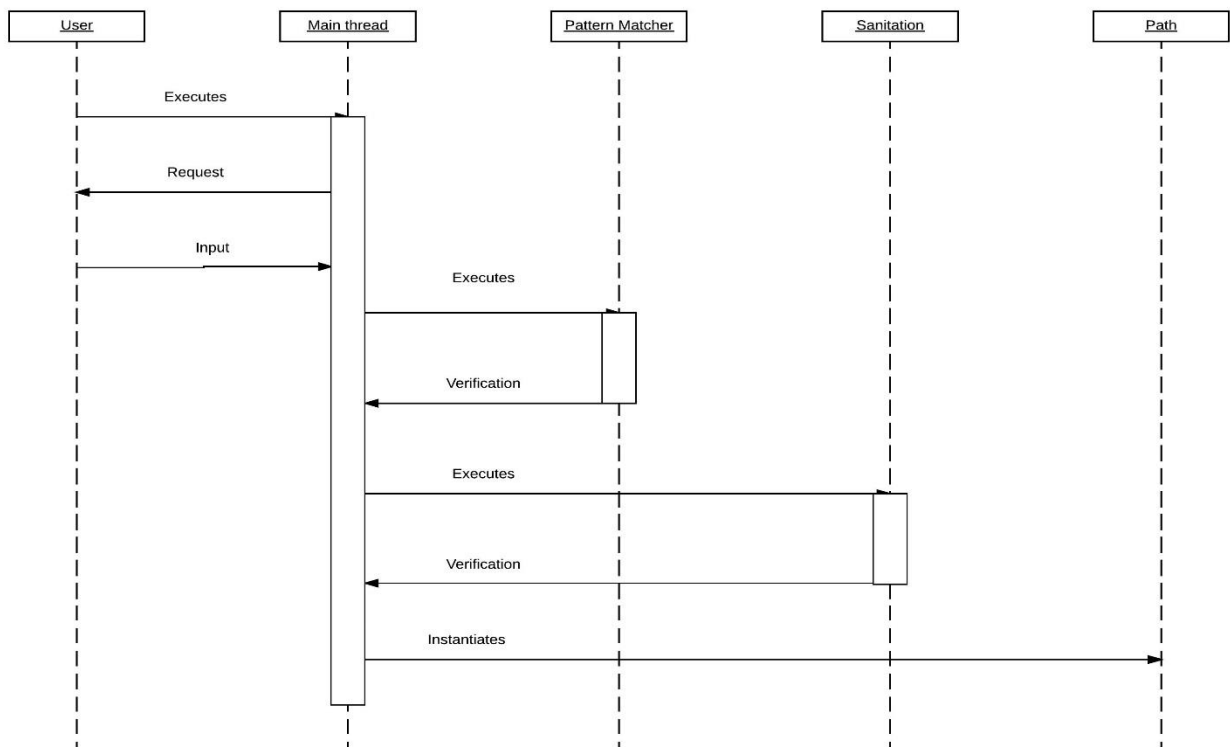 User
Main thread
Pattern Matcher
Sanitation
Path
Executes
Request
Input
Executes
Verification
Executes
Verification
Instantiates